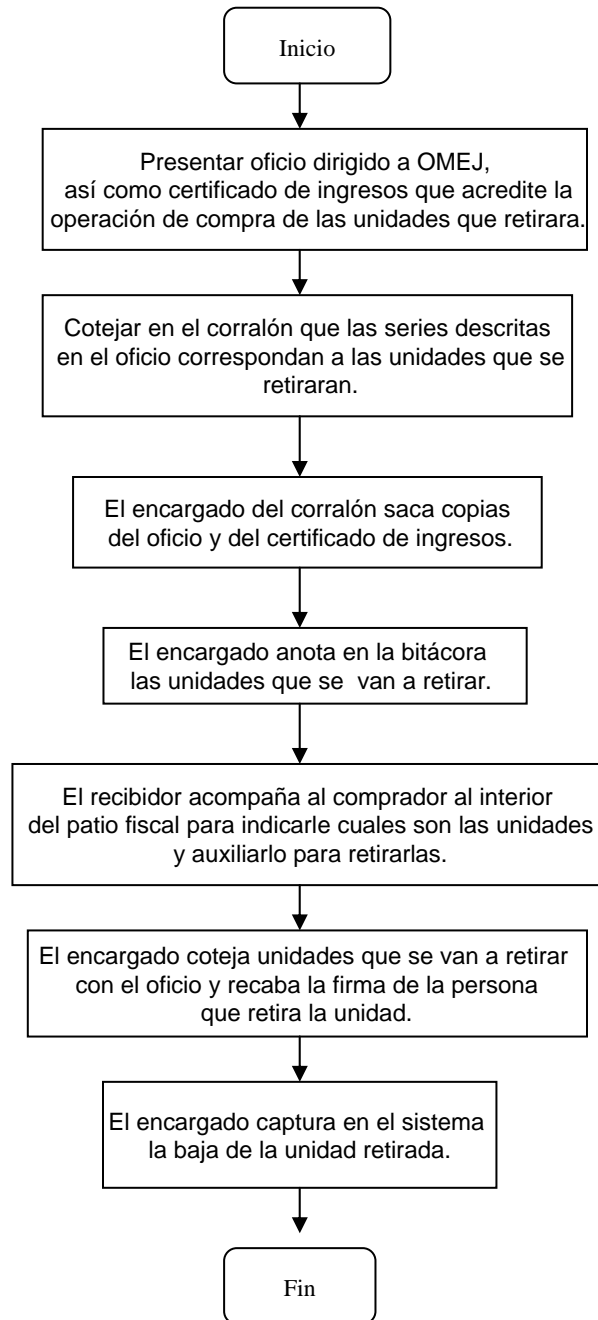 Inicio
Presentar oficio dirigido a OMEJ,
así como certificado de ingresos que acredite la
operación de compra de las unidades que retirara.
Cotejar en el corralón que las series descritas
en el oficio correspondan a las unidades que se
retiraran.
El encargado del corralón saca copias
del oficio y del certificado de ingresos.
El encargado anota en la bitácora
las unidades que se van a retirar.
El recibidor acompaña al comprador al interior
del patio fiscal para indicarle cuales son las unidades
y auxiliarlo para retirarlas.
El encargado coteja unidades que se van a retirar
con el oficio y recaba la firma de la persona
que retira la unidad.
El encargado captura en el sistema
la baja de la unidad retirada.
Fin